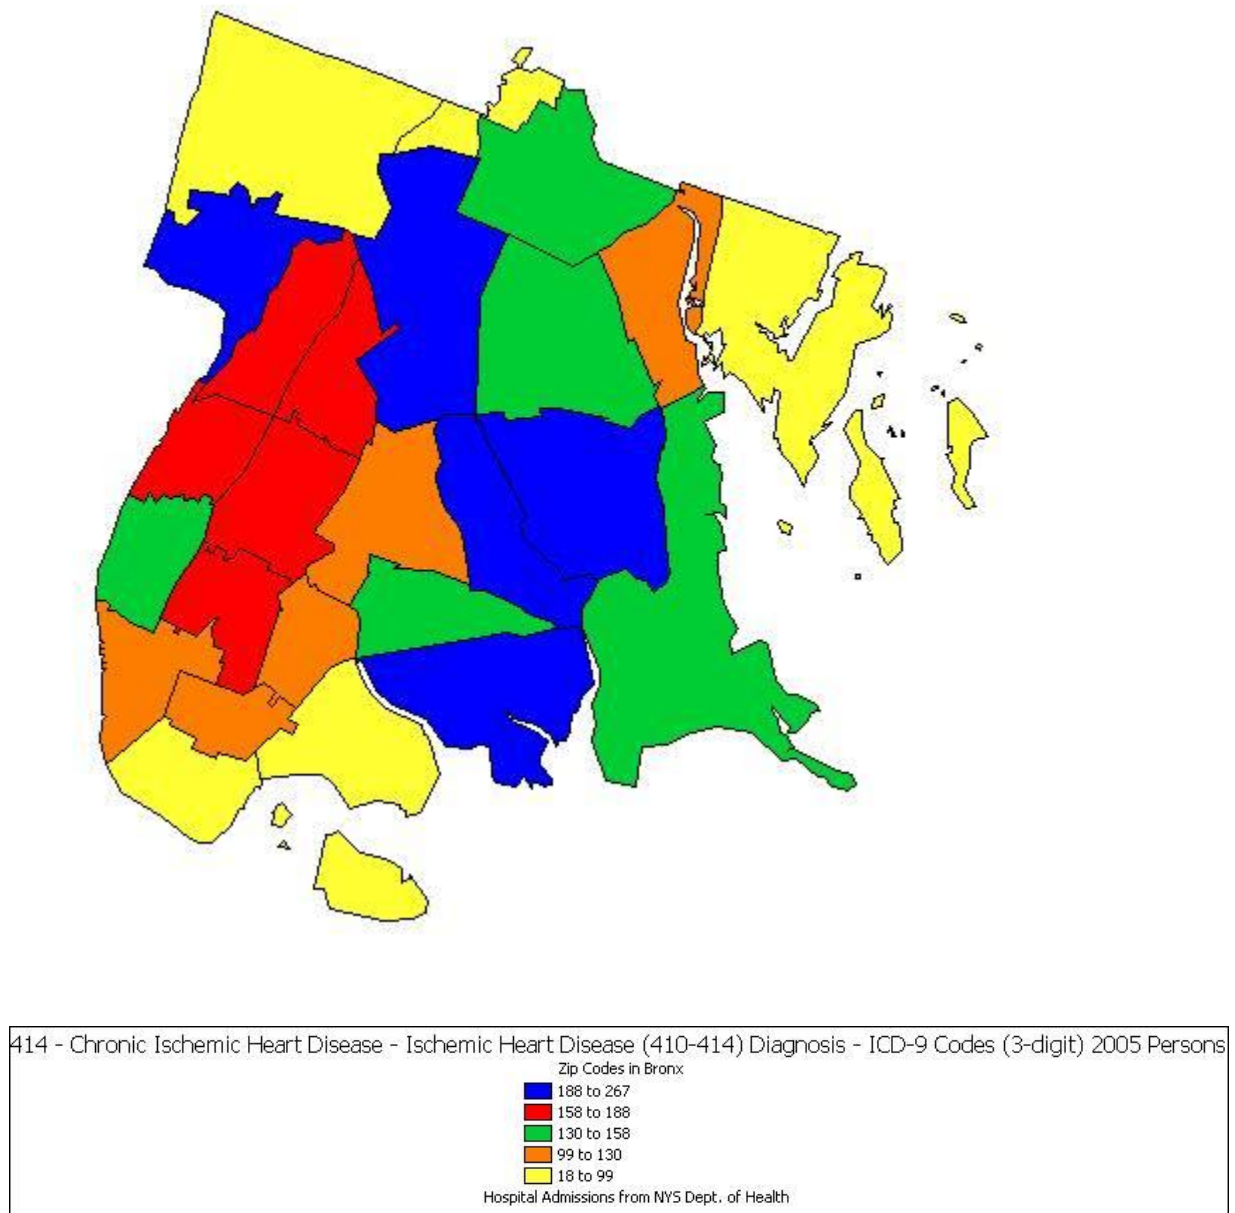 414 - Chronic Ischemic Heart Disease - Ischemic Heart Disease (410-414) Diagnosis - ICD-9 Codes (3-digit) 2005 Persons
Zip Codes in Bronx
188 to 267
158 to 188
130 to 158
99 to 130
18 to 99
Hospital Admissions from NYS Dept. of Health